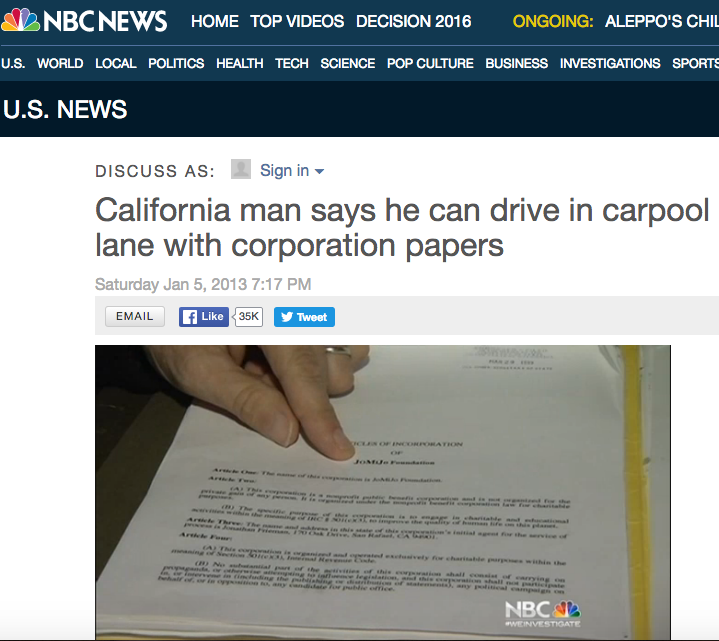 NBC NEWS HOME TOP VIDEOS DECISION 2016 ONGOING: ALEPPO'S CHIL
U.S. WORLD LOCAL POLITICS HEALTH TECH SCIENCE POP CULTURE BUSINESS INVESTIGATIONS SPORTS
U.S. NEWS
DISCUSS AS: Sign in
California man says he can drive in carpool
lane with corporation papers
Saturday Jan 5, 2013 7:17 PM
EMAIL Like 35K Tweet
ICLES OF INCORPORATION
OF
JoMiJo Foundation
Article One: The name of this corporation is JoMiJo Foundation.
Article Two:
(A) This corporation is a nonprofit public benefit corporation and is not organized for the
private gain of any person. It is organized under the nonprofit public benefit corporation law for charitable
purposes.
(B) The specific purpose of this corporation is to engage in charitable and educational
activities within the meaning of IRC § 501(c)(3), to improve the quality of human life on this planet.
Article Three: The name and address in this state of this corporation's initial agent for the service of
process is Jonathan Frieman, 170 Oak Drive, San Rafael, CA 94901.
Article Four:
(A) This corporation is organized and operated exclusively for charitable purposes within the
meaning of Section 501(c)(3), Internal Revenue Code.
(B) No substantial part of the activities of this corporation shall consist of carrying on
propaganda, or otherwise attempting to influence legislation, and this corporation shall not participate
or intervene in (including the publishing or distribution of statements), any political campaign on
behalf of, or in opposition to, any candidate for public office.
NBC
#WEINVESTIGATE